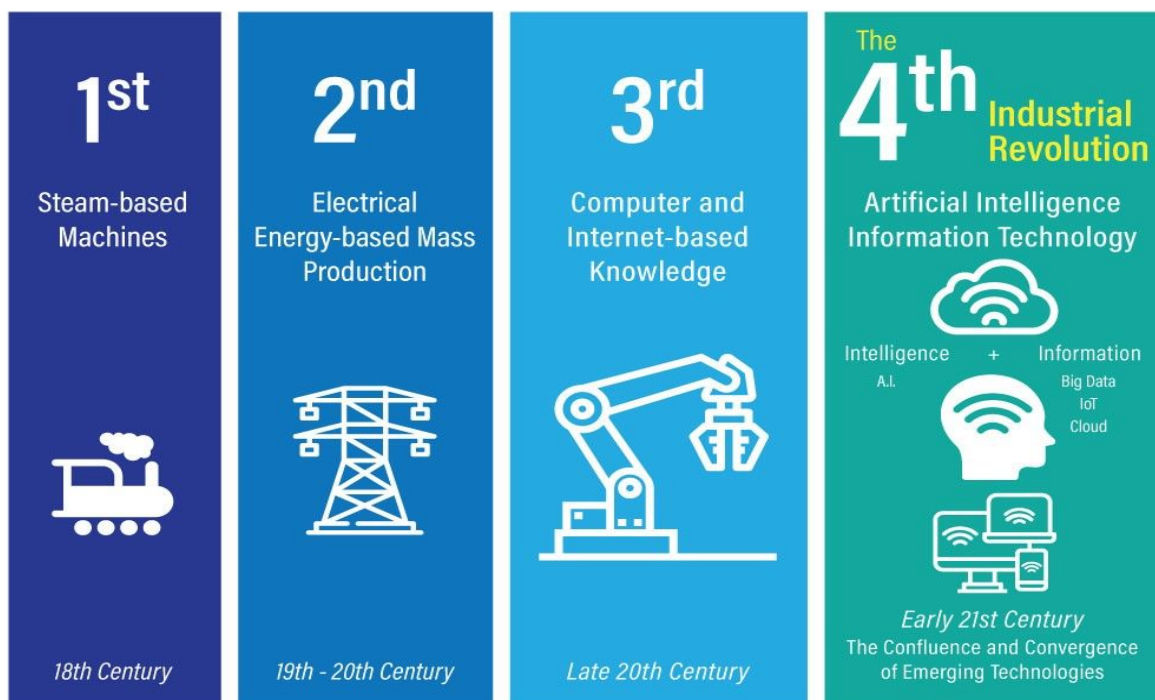 1st
Steam-based
Machines
18th Century
2nd
Electrical
Energy-based Mass
Production
19th - 20th Century
3rd
Computer and
Internet-based
Knowledge
Late 20th Century
The
4th Industrial
Revolution
Artificial Intelligence
Information Technology
Intelligence + Information
A.I.
Big Data
IoT
Cloud
Early 21st Century
The Confluence and Convergence
of Emerging Technologies